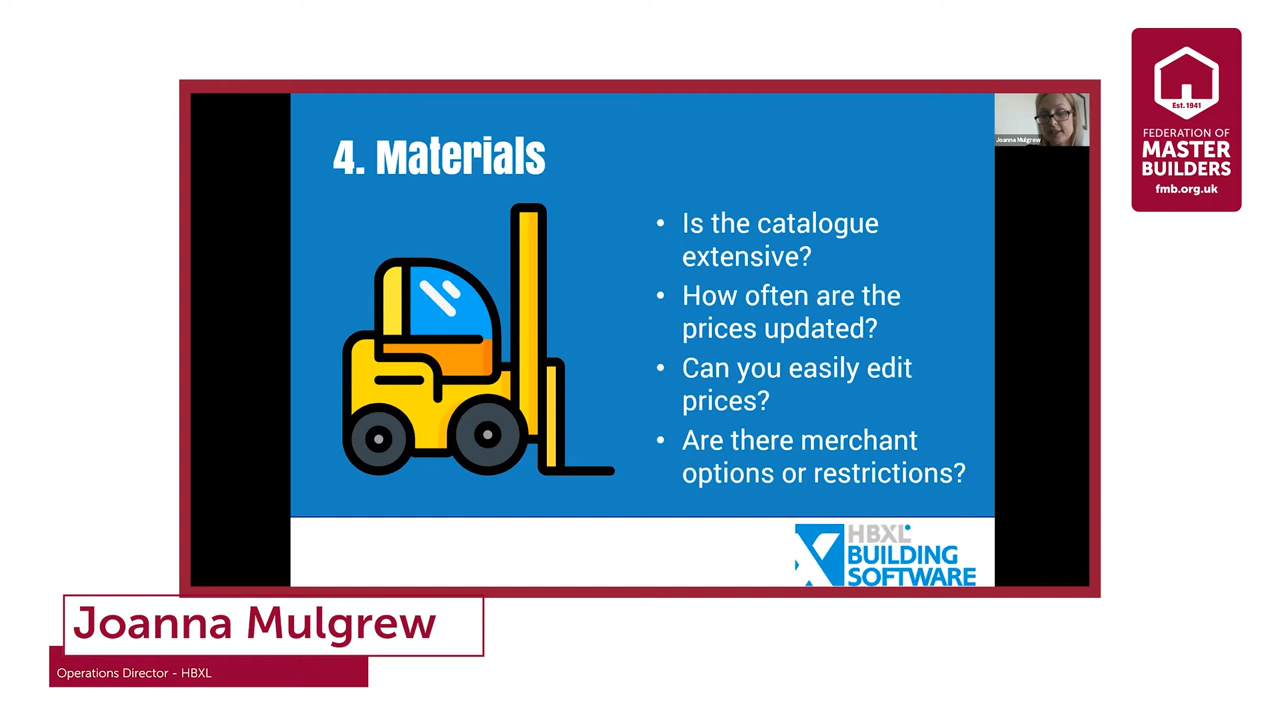 4. Materials
• Is the catalogue
extensive?
• How often are the
prices updated?
• Can you easily edit
prices?
• Are there merchant
options or restrictions?
HBXL
BUILDING
SOFTWARE
Joanna Mulgrew
Est. 1941
FEDERATION OF
MASTER
BUILDERS
fmb.org.uk
Joanna Mulgrew
Operations Director - HBXL